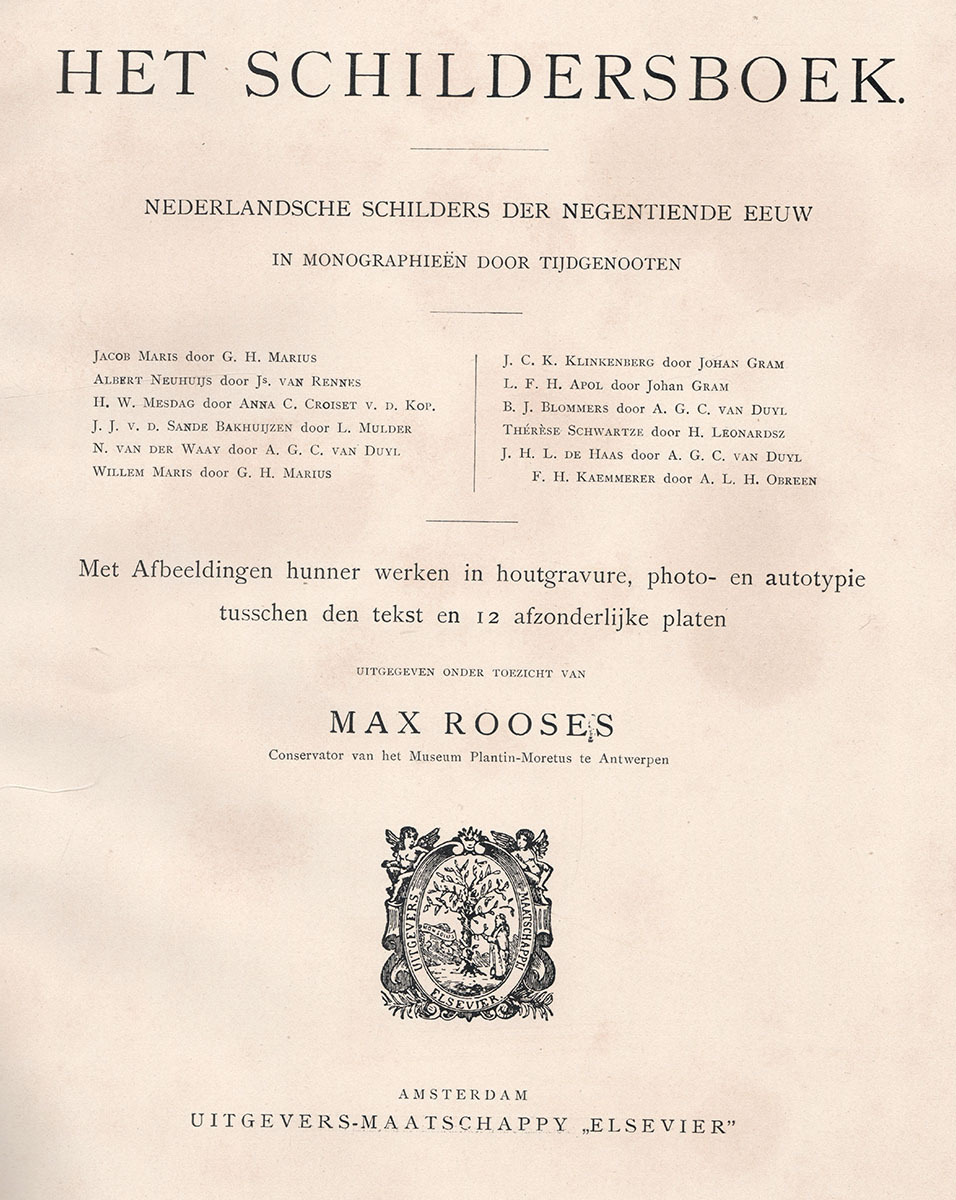 HET SCHILDERSBOEK.
NEDERLANDSCHE SCHILDERS DER NEGENTIENDE EEUW
IN MONOGRAPHIEËN DOOR TIJDGENOOTEN
JACOB MARIS door G. H. MARIUS
ALBERT NEUHUIJS door Js. VAN RENNES
H. W. MESDAG door ANNA C. CROISET V. D. KOP.
J. J. V. D. SANDE BAKHUIJZEN door L. MULDER
N. VAN DER WAAY door A. G. C. VAN DUYL
WILLEM MARIS door G. H. MARIUS
J. C. K. KLINKENBERG door JOHAN GRAM
L. F. H. APOL door Johan GRAM
B. J. BLOMMERS door A. G. C. VAN DUYL
THÉRÈSE SCHWARTZE door H. LEONARDSZ
J. H. L. DE HAAS door A. G. C. VAN DUYL
F. H. KAEMMERER door A. L. H. OBREEN
Met Afbeeldingen hunner werken in houtgravure, photo- en autotypie
tusschen den tekst en 12 afzonderlijke platen
UITGEGEVEN ONDER TOEZICHT VAN
MAX ROOSES
Conservator van het Museum Plantin-Moretus te Antwerpen
UITGEVERS MAATSCHAPPIJ
NON SOLUS
ELSEVIER
AMSTERDAM
UITGEVERS-MAATSCHAPPY „ELSEVIER”